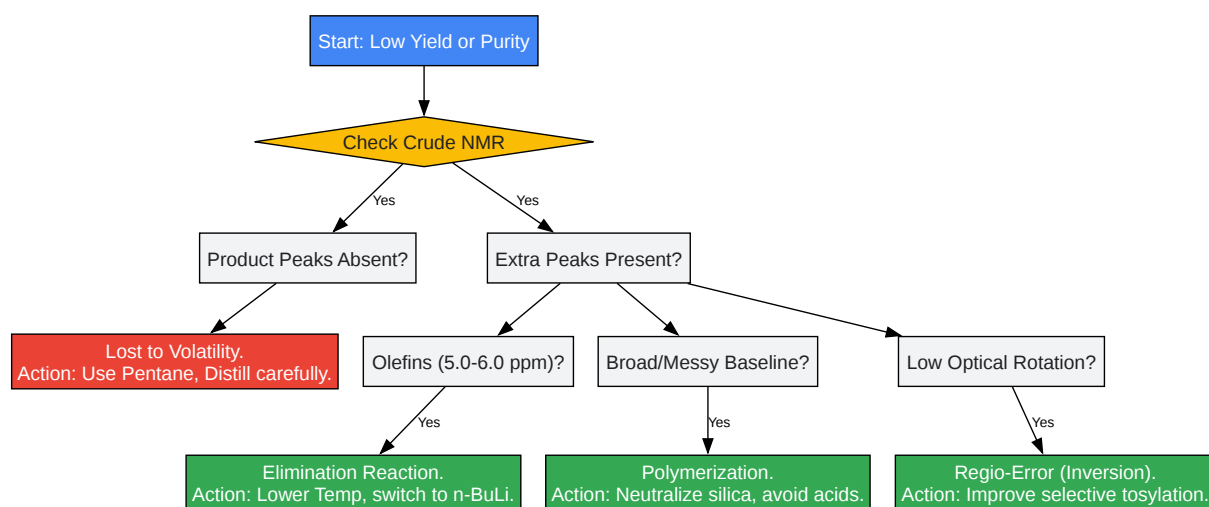 Start: Low Yield or Purity
Check Crude NMR
Yes
Yes
Product Peaks Absent?
Extra Peaks Present?
Lost to Volatility.
Action: Use Pentane, Distill carefully.
Olefins (5.0-6.0 ppm)?
Broad/Messy Baseline?
Low Optical Rotation?
Yes
Yes
Yes
Elimination Reaction.
Action: Lower Temp, switch to n-BuLi.
Polymerization.
Action: Neutralize silica, avoid acids.
Regio-Error (Inversion).
Action: Improve selective tosylation.